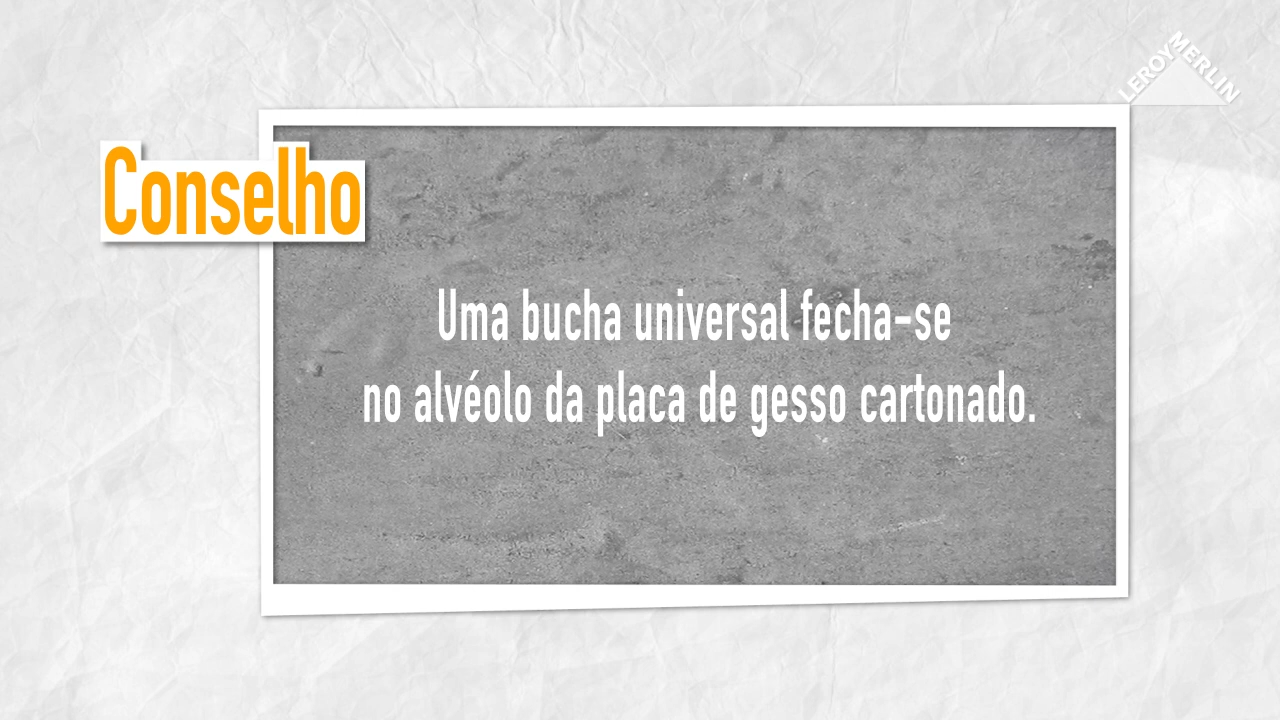 LEROY MERLIN
Conselho
Uma bucha universal fecha-se
no alvéolo da placa de gesso cartonado.